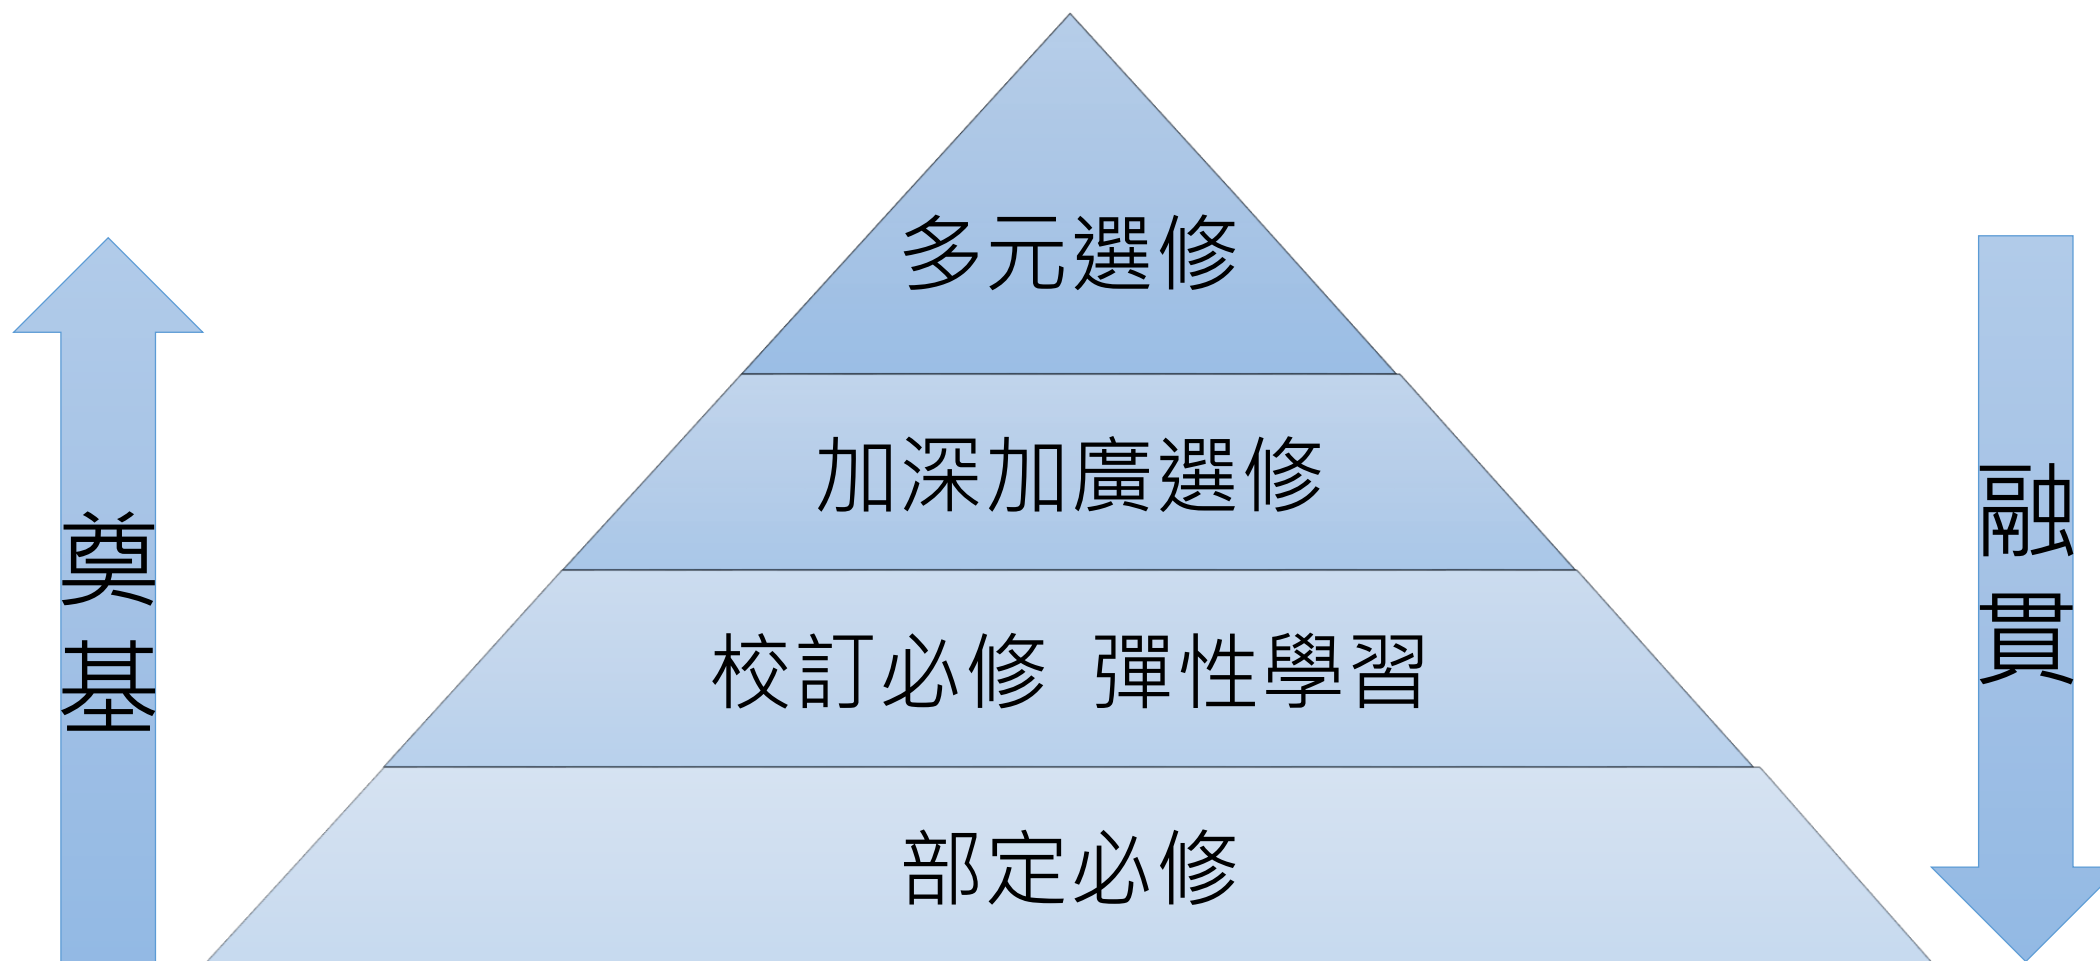 多元選修
加深加廣選修
校訂必修 彈性學習
部定必修
奠基
融貫